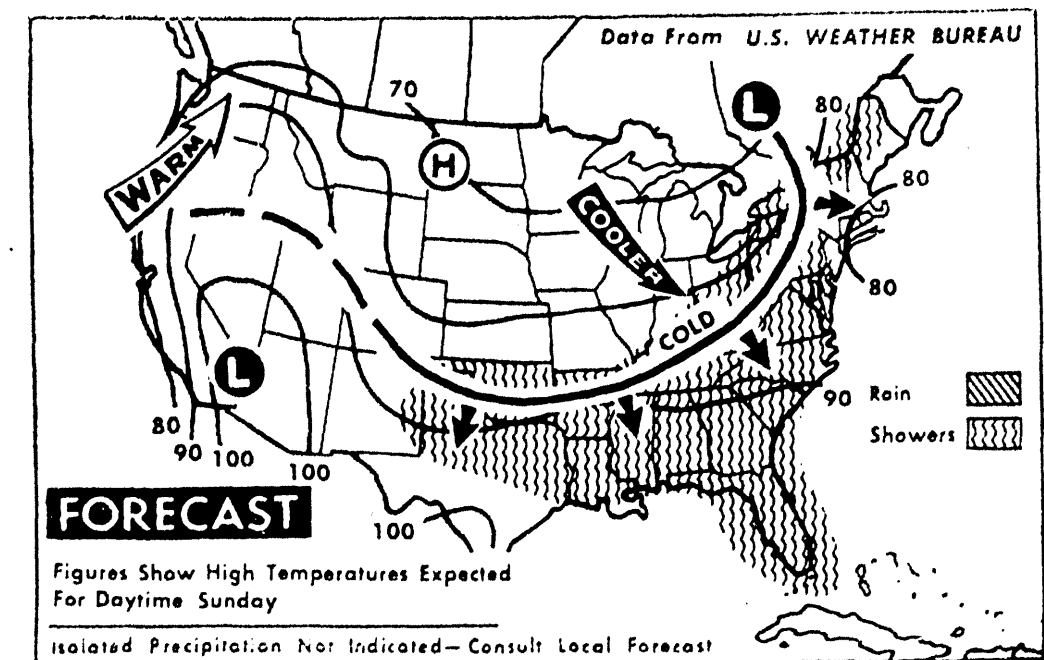 Data From U.S. WEATHER BUREAU
70
L
80
H
WARM
80
COOLER
80
COLD
L
90
Rain
80
Showers
90
100
100
FORECAST
100
Figures Show High Temperatures Expected
For Daytime Sunday
Isolated Precipitation Not Indicated—Consult Local Forecast